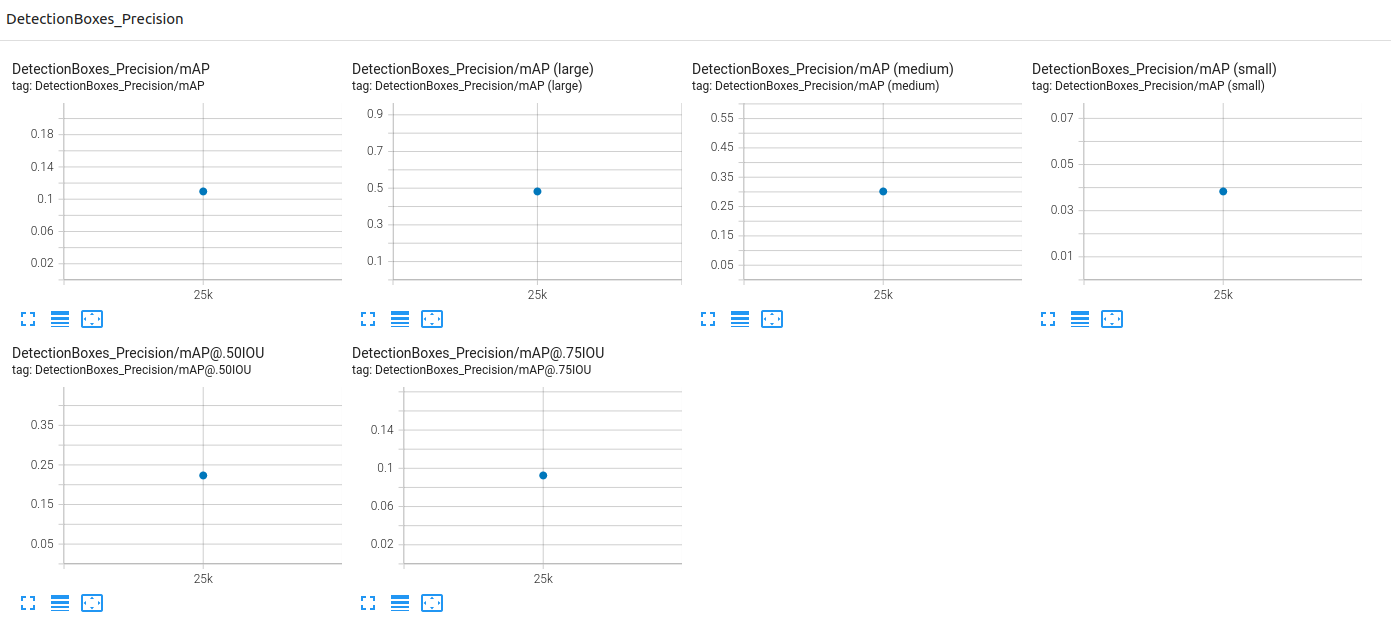 DetectionBoxes_Precision
DetectionBoxes_Precision/mAP
tag: DetectionBoxes_Precision/mAP
0.18
0.14
0.1
0.06
0.02
25k
DetectionBoxes_Precision/mAP (large)
tag: DetectionBoxes_Precision/mAP (large)
0.9
0.7
0.5
0.3
0.1
25k
DetectionBoxes_Precision/mAP (medium)
tag: DetectionBoxes_Precision/mAP (medium)
0.55
0.45
0.35
0.25
0.15
0.05
25k
DetectionBoxes_Precision/mAP (small)
tag: DetectionBoxes_Precision/mAP (small)
0.07
0.05
0.03
0.01
25k
DetectionBoxes_Precision/mAP@.50IOU
tag: DetectionBoxes_Precision/mAP@.50IOU
0.35
0.25
0.15
0.05
25k
DetectionBoxes_Precision/mAP@.75IOU
tag: DetectionBoxes_Precision/mAP@.75IOU
0.14
0.1
0.06
0.02
25k